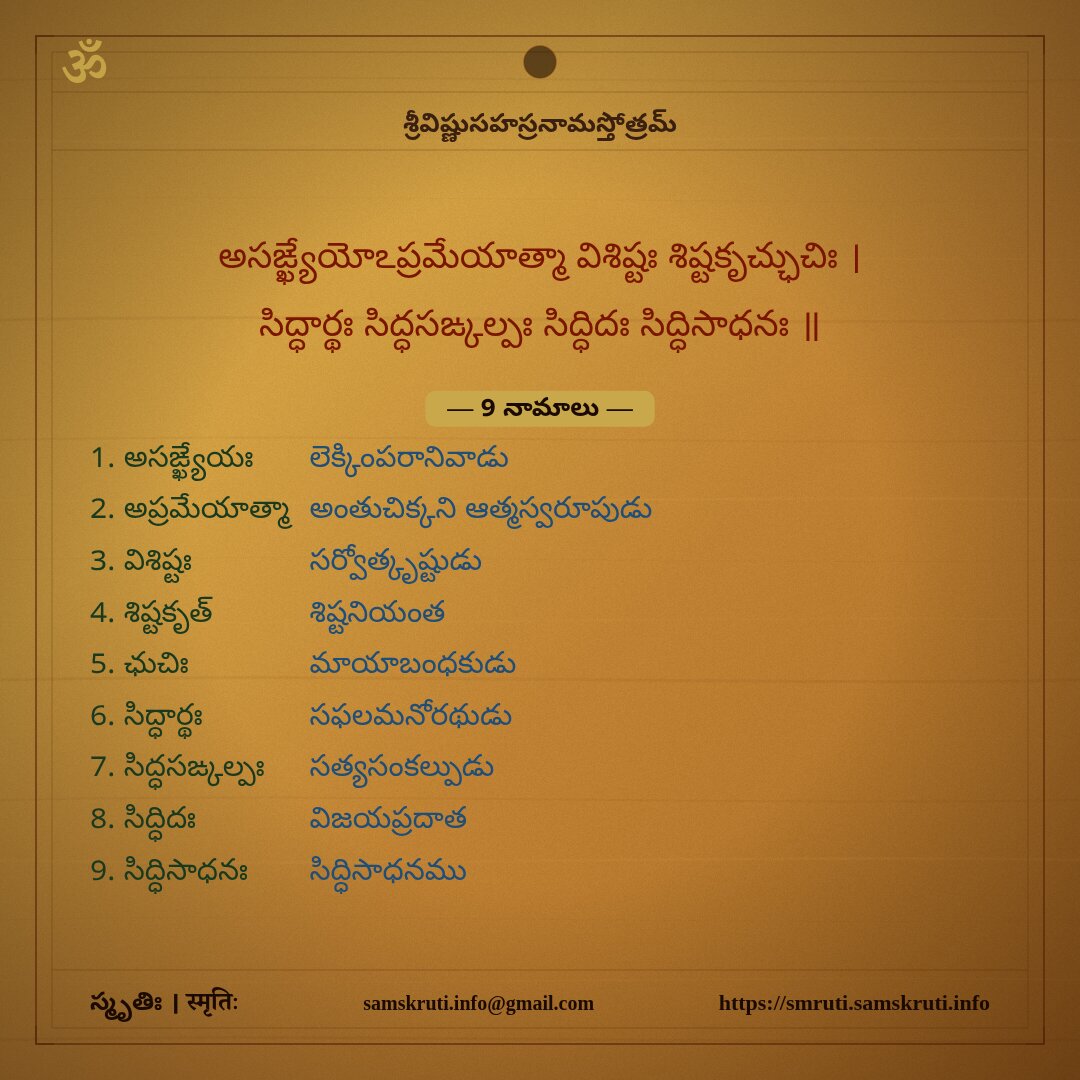 ॐ
శ్రీవిష్ణుసహస్రనామస్తోత్రమ్
అసఙ్ఖ్యేయోఽప్రమేయాత్మా విశిష్టః శిష్టకృచ్ఛుచిః |
సిద్ధార్థః సిద్ధసఙ్కల్పః సిద్ధిదః సిద్ధిసాధనః ||
— 9 నామాలు —
1. అసఙ్ఖ్యేయః లెక్కింపరానివాడు
2. అప్రమేయాత్మా అంతుచిక్కని ఆత్మస్వరూపుడు
3. విశిష్టః సర్వోత్కృష్టుడు
4. శిష్టకృత్ శిష్టనియంత
5. ఛుచిః మాయాబంధకుడు
6. సిద్ధార్థః సఫలమనోరథుడు
7. సిద్ధసఙ్కల్పః సత్యసంకల్పుడు
8. సిద్ధిదః విజయప్రదాత
9. సిద్ధిసాధనః సిద్ధిసాధనము
స్మృతిః | स्मृतिः samskruti.info@gmail.com https://smruti.samskruti.info